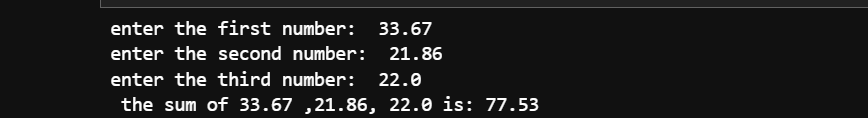 enter the first number:  33.67
enter the second number:  21.86
enter the third number:  22.0
 the sum of 33.67 ,21.86, 22.0 is: 77.53